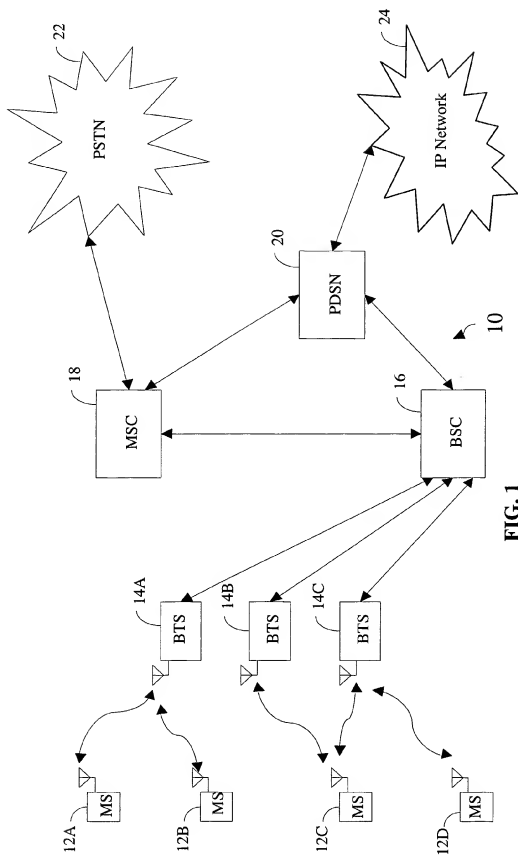 22
PSTN
24
IP Network
20
PDSN
18
MSC
16
BSC
10
14A
BTS
14B
BTS
14C
BTS
12A
MS
12B
MS
12C
MS
12D
MS
FIG. 1